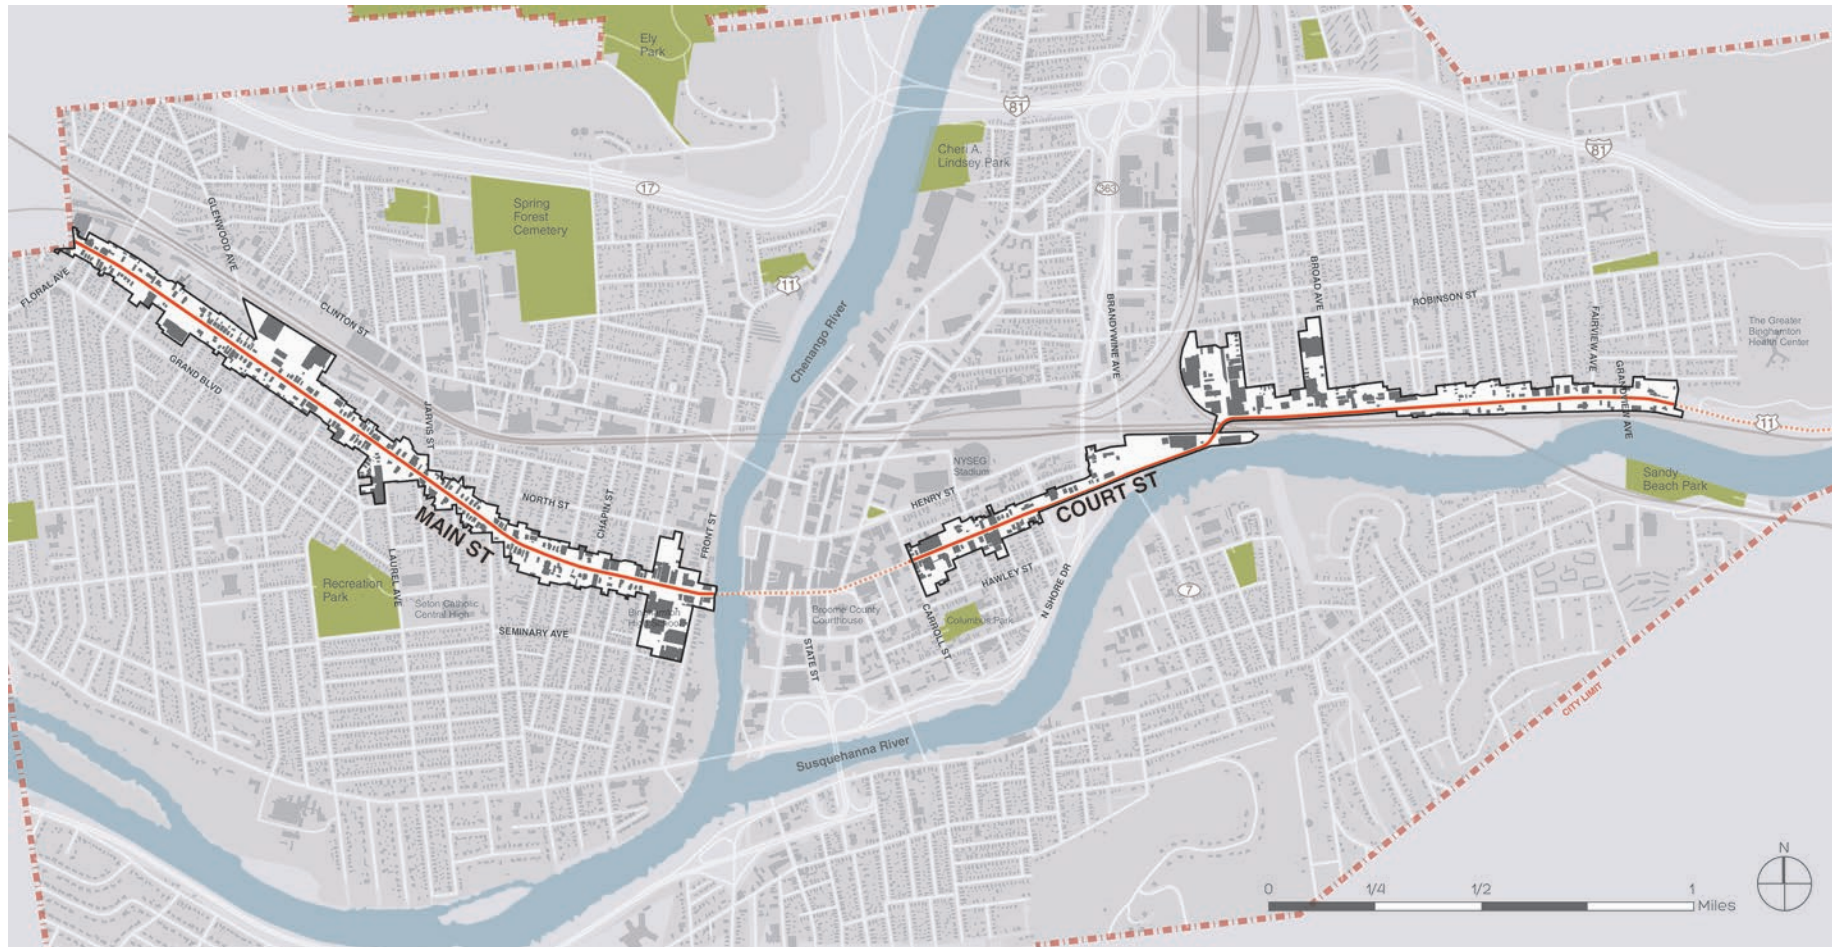 Ely
Park
81
Cheri A.
Lindsey Park
81
17
363
Spring
Forest
Cemetery
GLENWOOD AVE
FLORAL AVE
CLINTON ST
11
Chenango River
BRANDYWINE AVE
BROAD AVE
ROBINSON ST
FAIRVIEW AVE
The Greater
Binghamton
Health Center
GRAND BLVD
JARVIS ST
GRANDVIEW AVE
11
NYSEG
Stadium
Sandy
Beach Park
HENRY ST
COURT ST
NORTH ST
CHAPIN ST
FRONT ST
MAIN ST
LAUREL AVE
Recreation
Park
Seton Catholic
Central High
Binghamton
High School
SEMINARY AVE
HAWLEY ST
N SHORE DR
7
Broome County
Courthouse
CARROLL ST
Columbus Park
STATE ST
CITY LIMIT
Susquehanna River
N
0 1/4 1/2 1
Miles